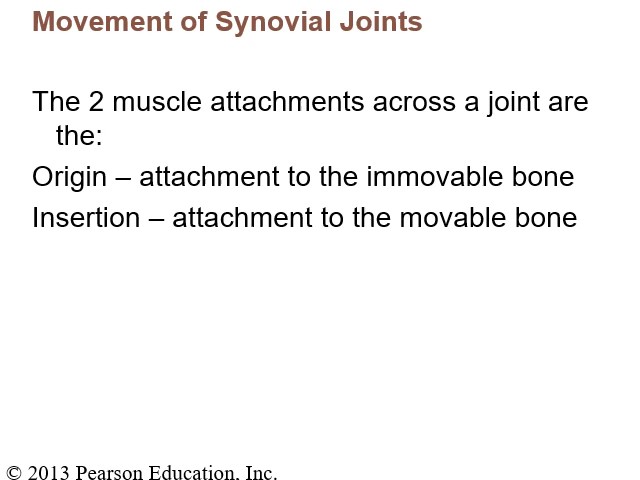 Movement of Synovial Joints
The 2 muscle attachments across a joint are
the:
Origin – attachment to the immovable bone
Insertion – attachment to the movable bone
© 2013 Pearson Education, Inc.